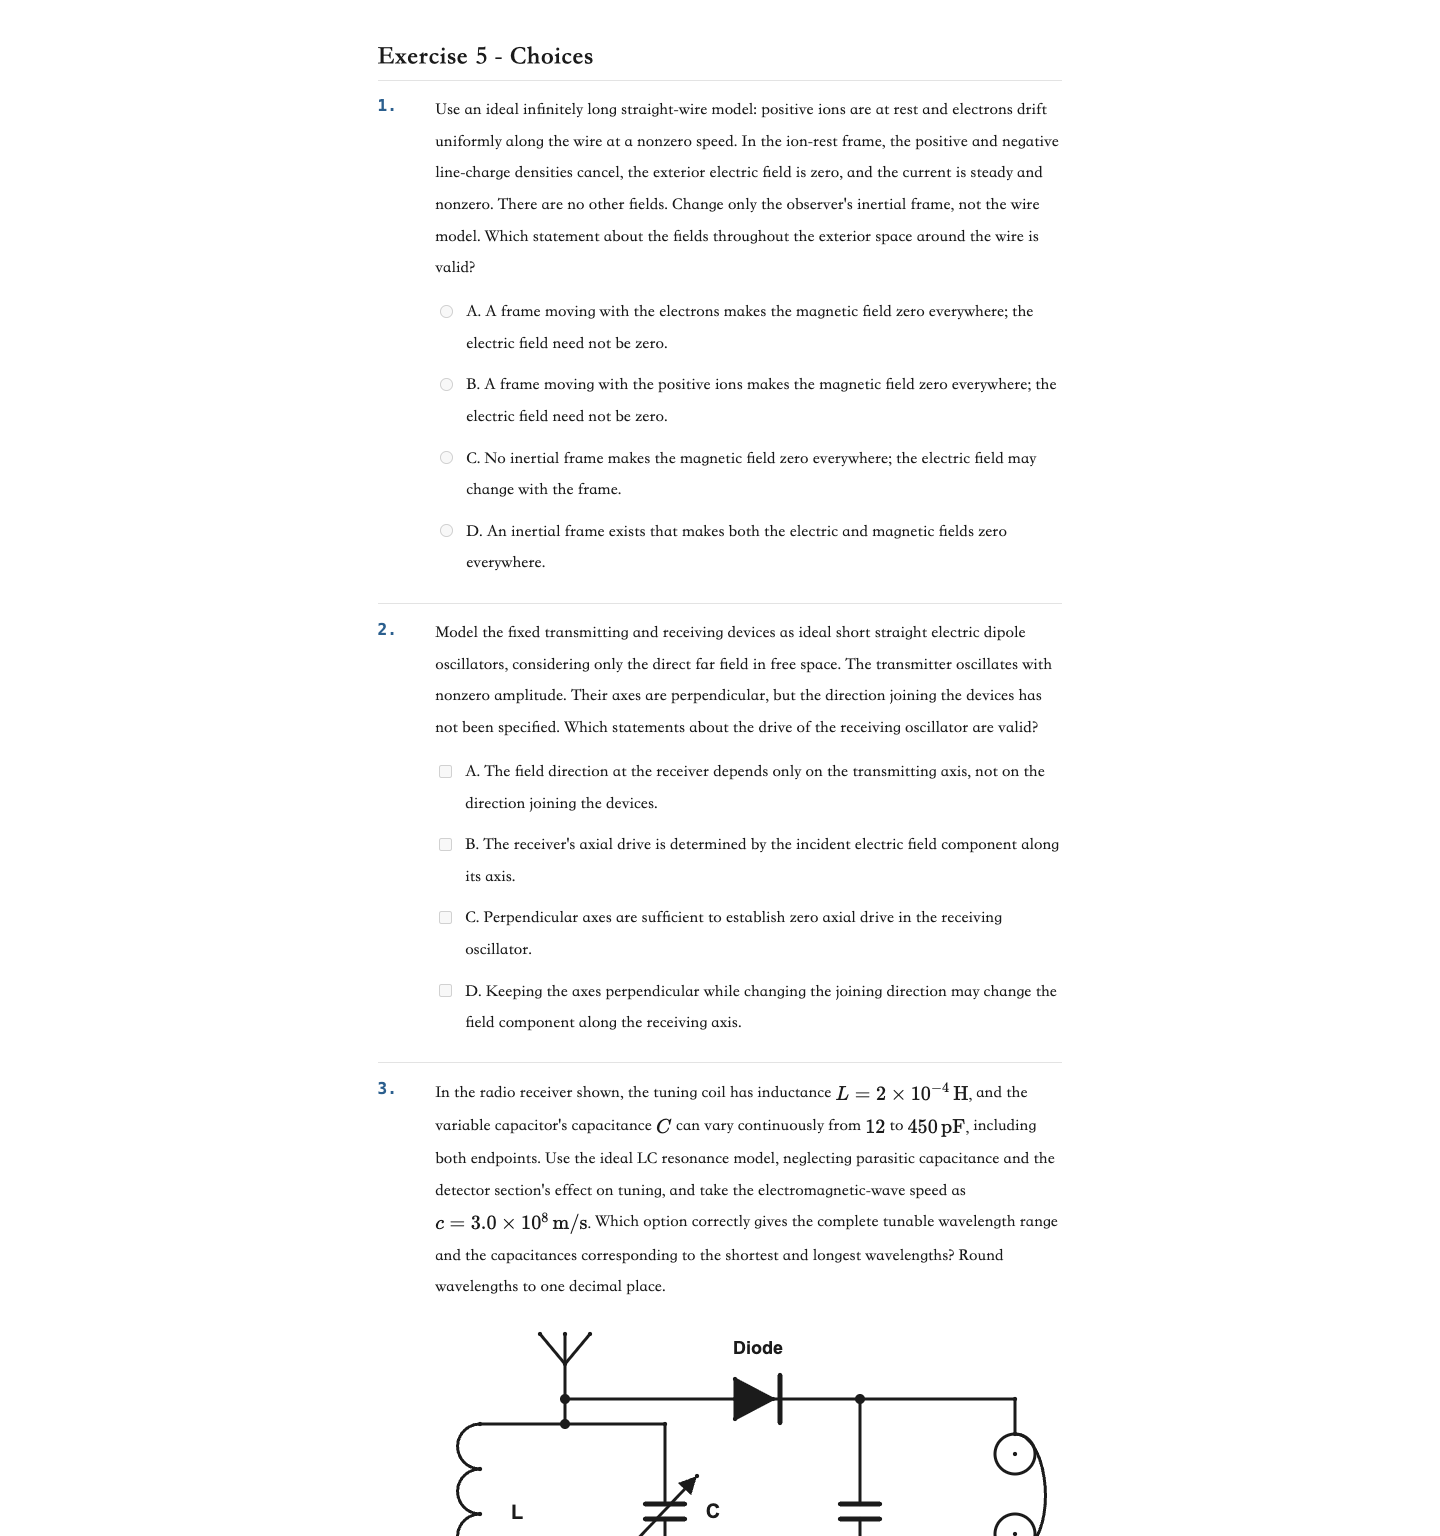 Exercise 5 - Choices
1.
Use an ideal infinitely long straight-wire model: positive ions are at rest and electrons drift
uniformly along the wire at a nonzero speed. In the ion-rest frame, the positive and negative
line-charge densities cancel, the exterior electric field is zero, and the current is steady and
nonzero. There are no other fields. Change only the observer's inertial frame, not the wire
model. Which statement about the fields throughout the exterior space around the wire is
valid?
A. A frame moving with the electrons makes the magnetic field zero everywhere; the
electric field need not be zero.
B. A frame moving with the positive ions makes the magnetic field zero everywhere; the
electric field need not be zero.
C. No inertial frame makes the magnetic field zero everywhere; the electric field may
change with the frame.
D. An inertial frame exists that makes both the electric and magnetic fields zero
everywhere.
2.
Model the fixed transmitting and receiving devices as ideal short straight electric dipole
oscillators, considering only the direct far field in free space. The transmitter oscillates with
nonzero amplitude. Their axes are perpendicular, but the direction joining the devices has
not been specified. Which statements about the drive of the receiving oscillator are valid?
A. The field direction at the receiver depends only on the transmitting axis, not on the
direction joining the devices.
B. The receiver's axial drive is determined by the incident electric field component along
its axis.
C. Perpendicular axes are sufficient to establish zero axial drive in the receiving
oscillator.
D. Keeping the axes perpendicular while changing the joining direction may change the
field component along the receiving axis.
3.
In the radio receiver shown, the tuning coil has inductance L = 2 × 10⁻⁴ H, and the
variable capacitor's capacitance C can vary continuously from 12 to 450 pF, including
both endpoints. Use the ideal LC resonance model, neglecting parasitic capacitance and the
detector section's effect on tuning, and take the electromagnetic-wave speed as
c = 3.0 × 10⁸ m/s. Which option correctly gives the complete tunable wavelength range
and the capacitances corresponding to the shortest and longest wavelengths? Round
wavelengths to one decimal place.
Diode
L
C